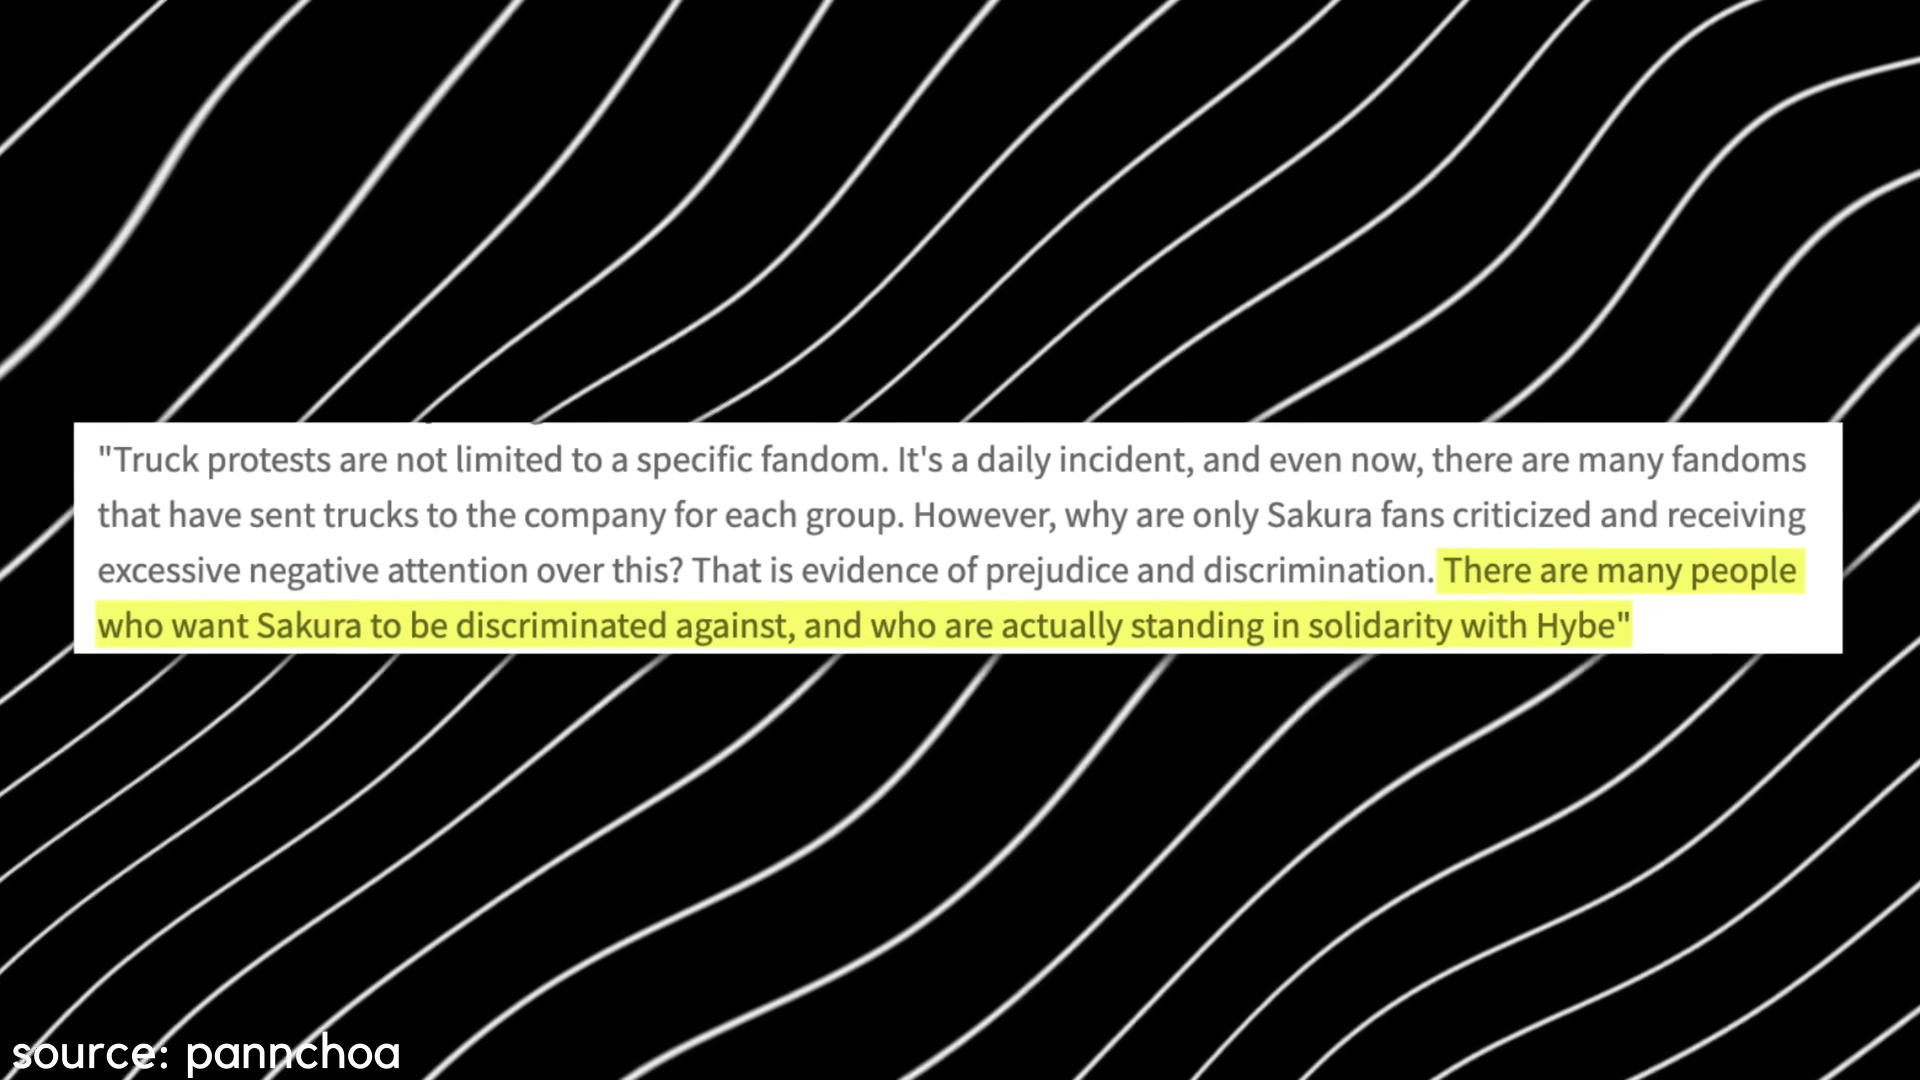 "Truck protests are not limited to a specific fandom. It's a daily incident, and even now, there are many fandoms
that have sent trucks to the company for each group. However, why are only Sakura fans criticized and receiving
excessive negative attention over this? That is evidence of prejudice and discrimination. There are many people
who want Sakura to be discriminated against, and who are actually standing in solidarity with Hybe"
source: pannchoa